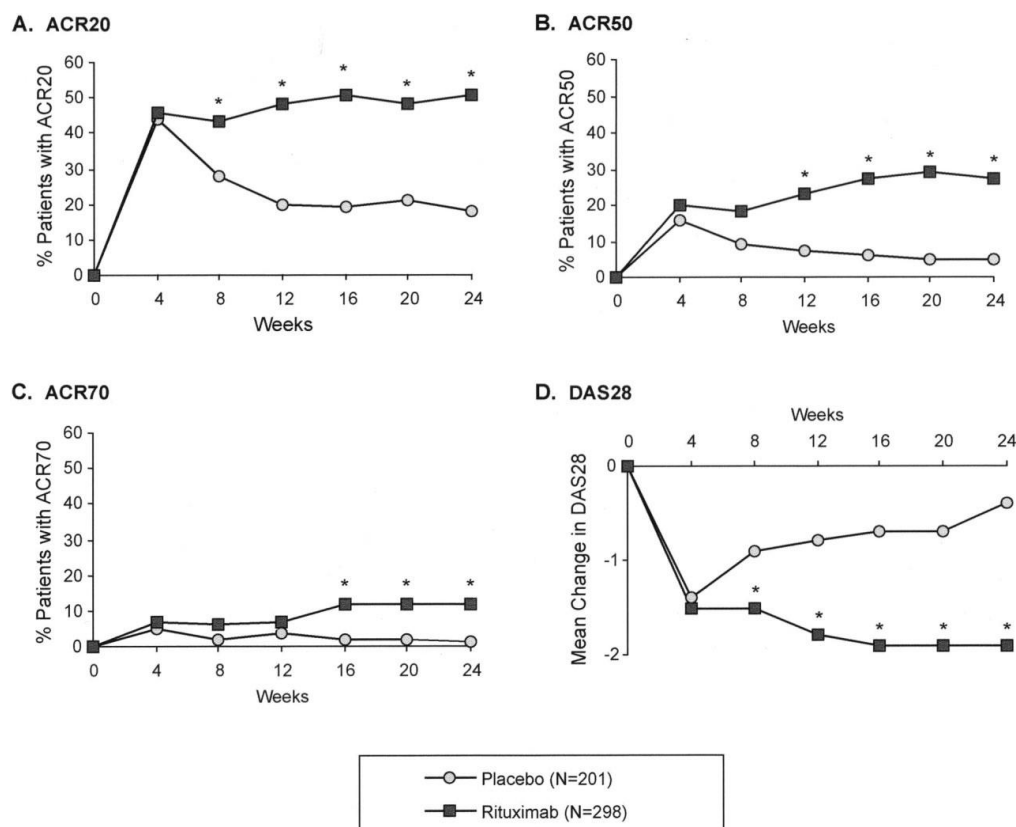 A. ACR20
% Patients with ACR20
60
50
40
30
20
10
0
* * * * *
0 4 8 12 16 20 24
Weeks
B. ACR50
% Patients with ACR50
60
50
40
30
20
10
0
* * * *
0 4 8 12 16 20 24
Weeks
C. ACR70
% Patients with ACR70
60
50
40
30
20
10
0
* * *
0 4 8 12 16 20 24
Weeks
D. DAS28
Weeks
0 4 8 12 16 20 24
Mean Change in DAS28
0
-1
-2
* * * * *
Placebo (N=201)
Rituximab (N=298)